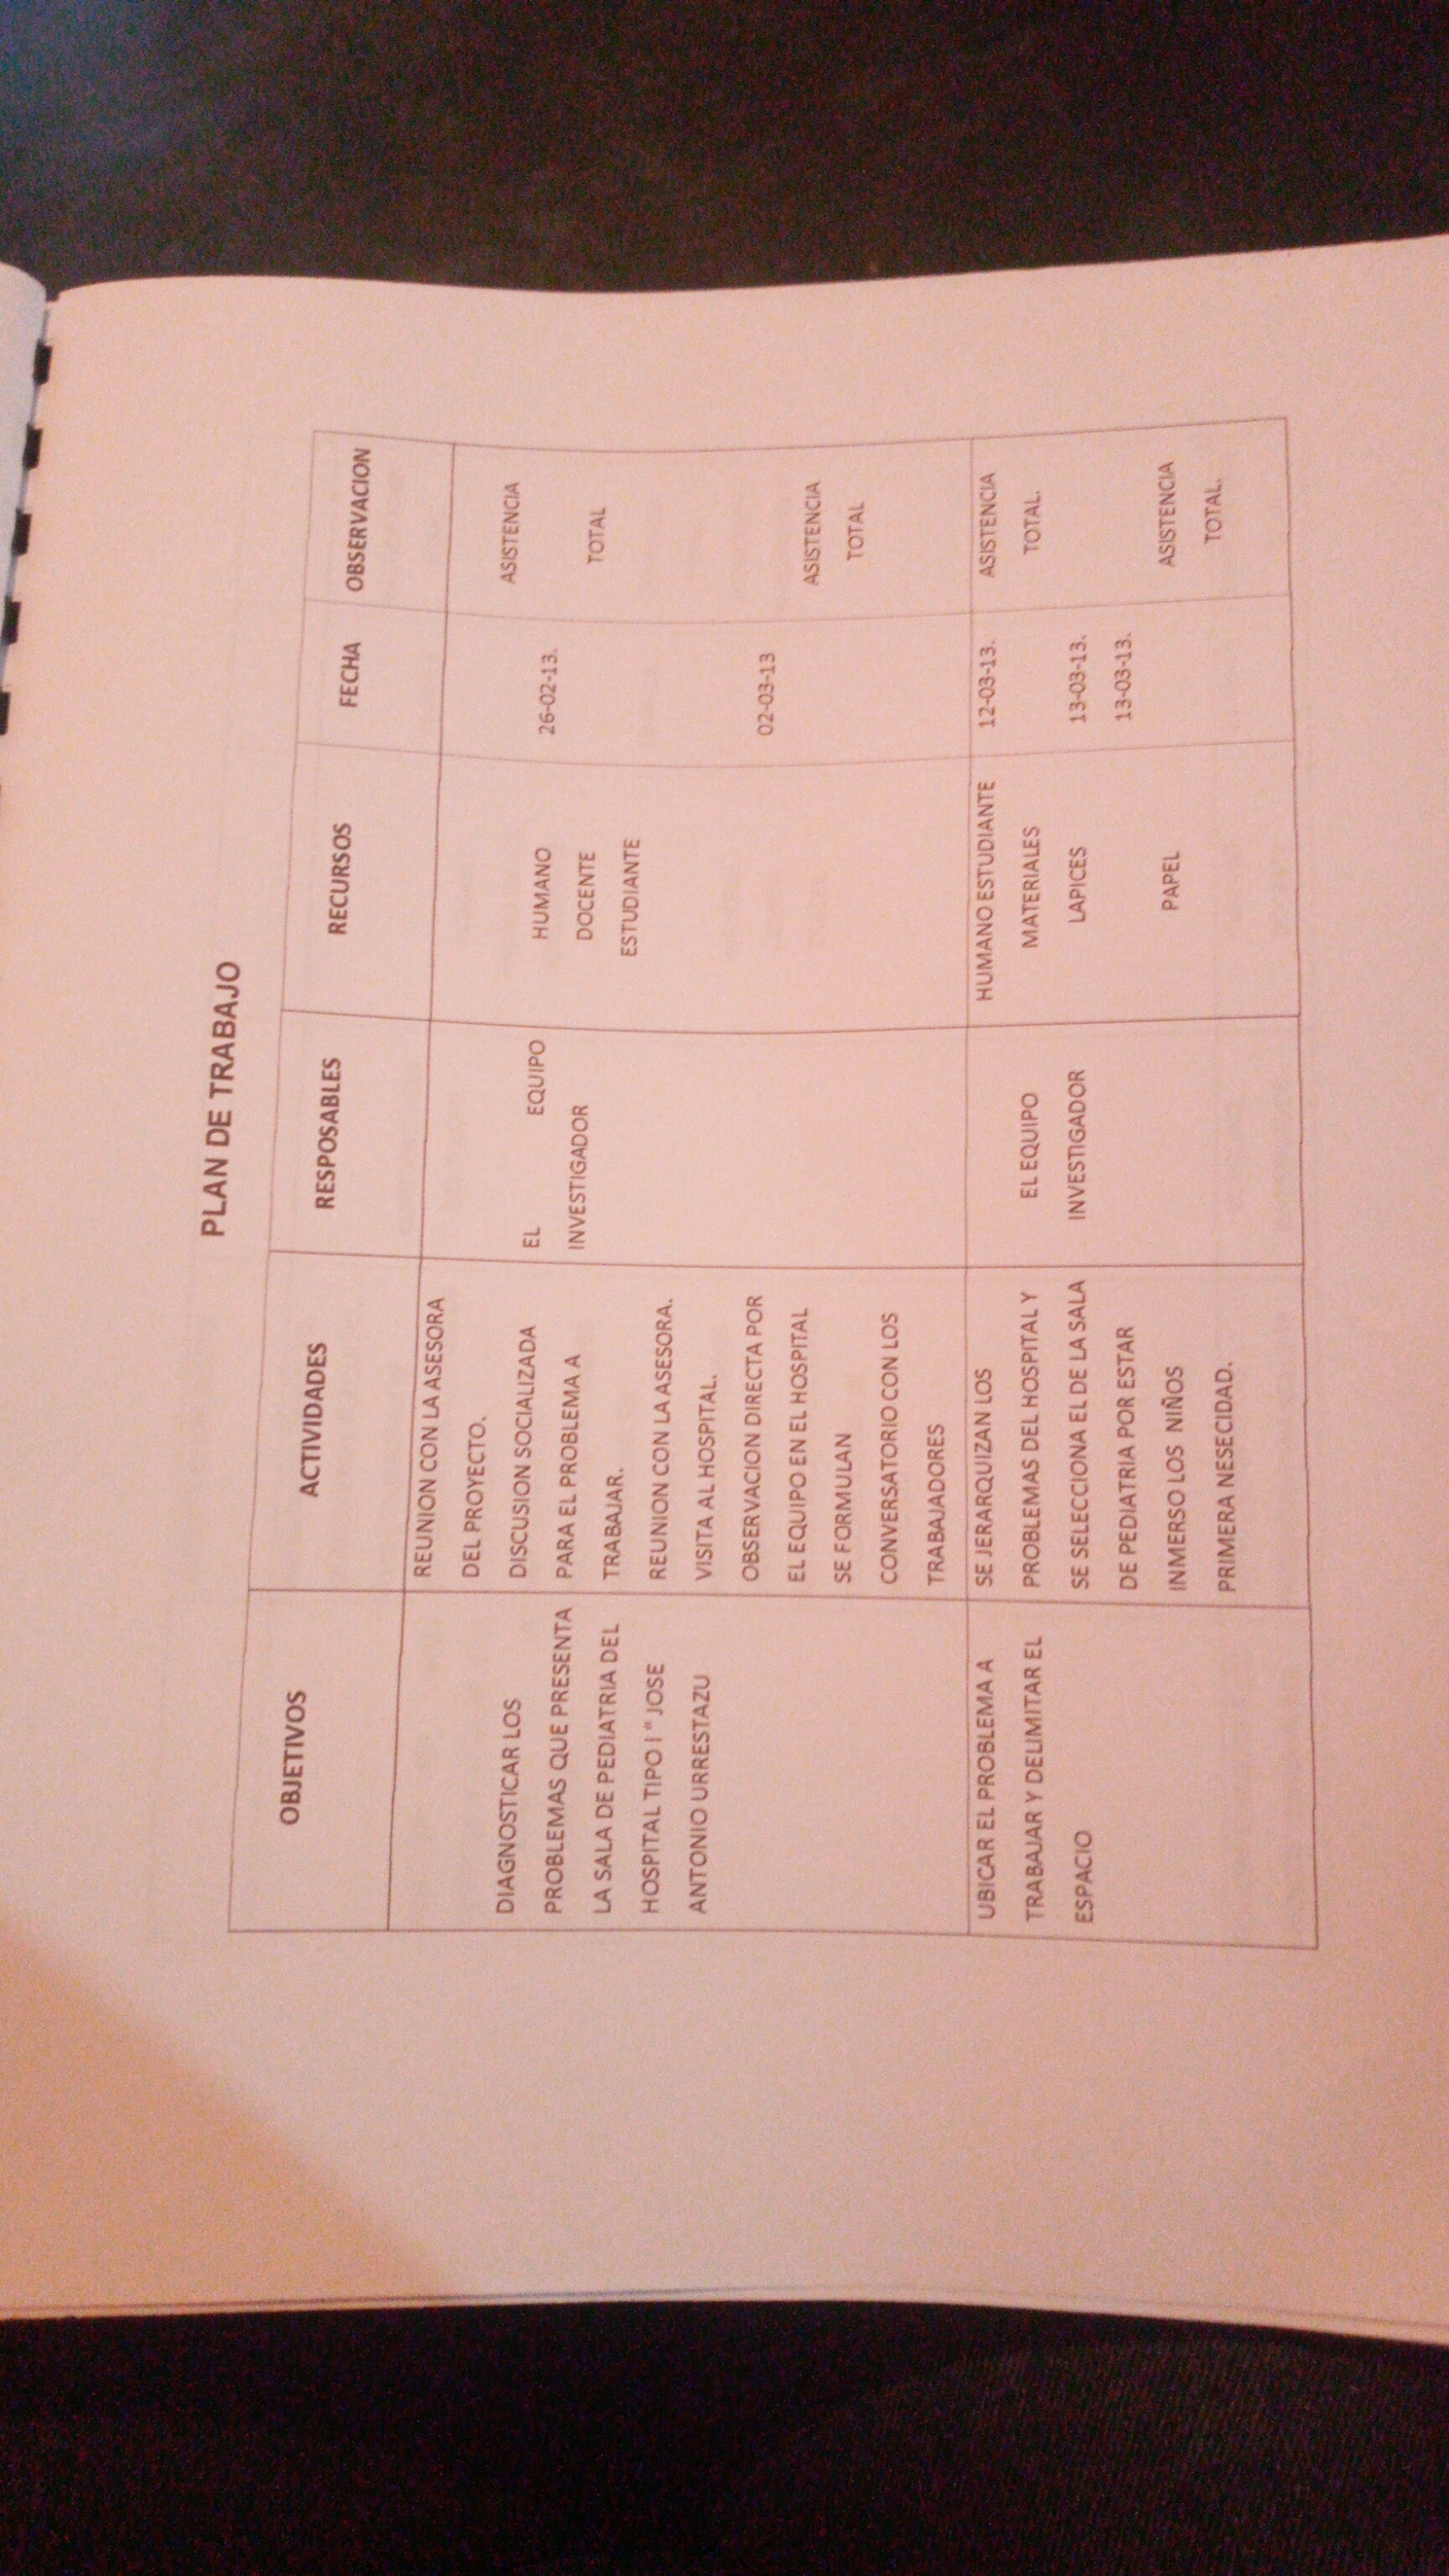 PLAN DE TRABAJO
OBJETIVOS
ACTIVIDADES
RESPOSABLES
RECURSOS
FECHA
OBSERVACION
DIAGNOSTICAR LOS
PROBLEMAS QUE PRESENTA
LA SALA DE PEDIATRIA DEL
HOSPITAL TIPO I " JOSE
ANTONIO URRESTAZU
REUNION CON LA ASESORA
DEL PROYECTO.
DISCUSION SOCIALIZADA
PARA EL PROBLEMA A
TRABAJAR.
REUNION CON LA ASESORA.
VISITA AL HOSPITAL.
OBSERVACION DIRECTA POR
EL EQUIPO EN EL HOSPITAL
SE FORMULAN
CONVERSATORIO CON LOS
TRABAJADORES
EL EQUIPO
INVESTIGADOR
HUMANO
DOCENTE
ESTUDIANTE
26-02-13.
02-03-13
ASISTENCIA
TOTAL
ASISTENCIA
TOTAL
UBICAR EL PROBLEMA A
TRABAJAR Y DELIMITAR EL
ESPACIO
SE JERARQUIZAN LOS
PROBLEMAS DEL HOSPITAL Y
SE SELECCIONA EL DE LA SALA
DE PEDIATRIA POR ESTAR
INMERSO LOS NIÑOS
PRIMERA NESECIDAD.
EL EQUIPO
INVESTIGADOR
HUMANO ESTUDIANTE
MATERIALES
LAPICES
PAPEL
12-03-13.
13-03-13.
13-03-13.
ASISTENCIA
TOTAL.
ASISTENCIA
TOTAL.